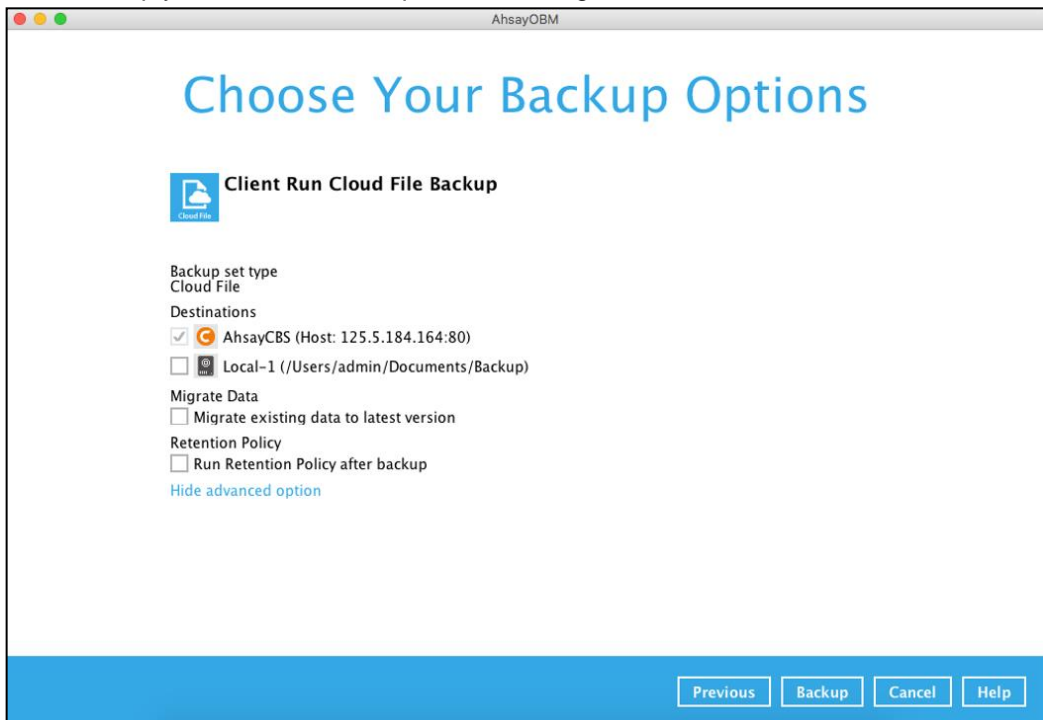 AhsayOBM
Choose Your Backup Options
Client Run Cloud File Backup
Cloud File
Backup set type
Cloud File
Destinations
AhsayCBS (Host: 125.5.184.164:80)
Local-1 (/Users/admin/Documents/Backup)
Migrate Data
Migrate existing data to latest version
Retention Policy
Run Retention Policy after backup
Hide advanced option
Previous Backup Cancel Help